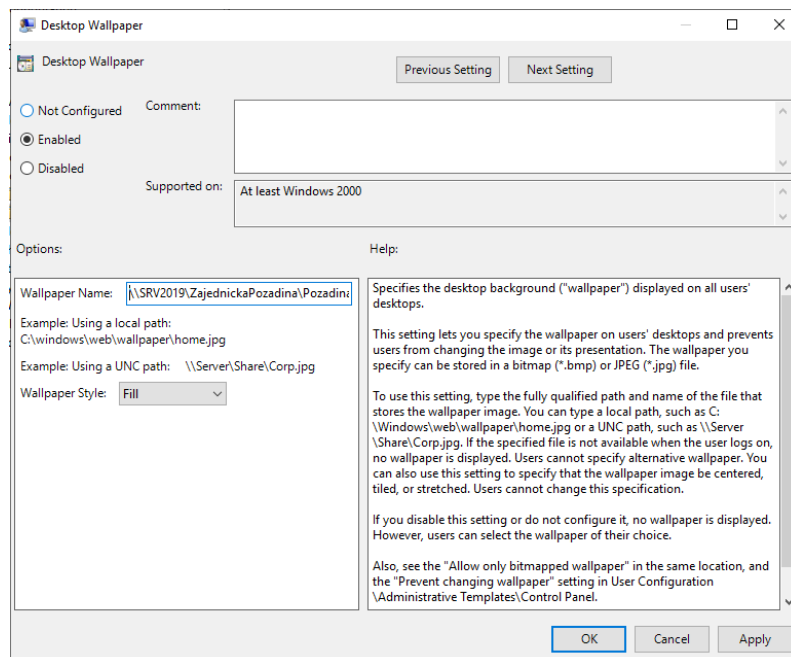 Desktop Wallpaper
Desktop Wallpaper
Previous Setting
Next Setting
Not Configured
Enabled
Disabled
Comment:
Supported on:
At least Windows 2000
Options:
Help:
Wallpaper Name: \\SRV2019\ZajednickaPozadina\Pozadina
Example: Using a local path:
C:\windows\web\wallpaper\home.jpg
Example: Using a UNC path: \\Server\Share\Corp.jpg
Wallpaper Style: Fill
Specifies the desktop background ("wallpaper") displayed on all users'
desktops.
This setting lets you specify the wallpaper on users' desktops and prevents
users from changing the image or its presentation. The wallpaper you
specify can be stored in a bitmap (*.bmp) or JPEG (*.jpg) file.
To use this setting, type the fully qualified path and name of the file that
stores the wallpaper image. You can type a local path, such as C:
\Windows\web\wallpaper\home.jpg or a UNC path, such as \\Server
\Share\Corp.jpg. If the specified file is not available when the user logs on,
no wallpaper is displayed. Users cannot specify alternative wallpaper. You
can also use this setting to specify that the wallpaper image be centered,
tiled, or stretched. Users cannot change this specification.
If you disable this setting or do not configure it, no wallpaper is displayed.
However, users can select the wallpaper of their choice.
Also, see the "Allow only bitmapped wallpaper" in the same location, and
the "Prevent changing wallpaper" setting in User Configuration
\Administrative Templates\Control Panel.
OK
Cancel
Apply